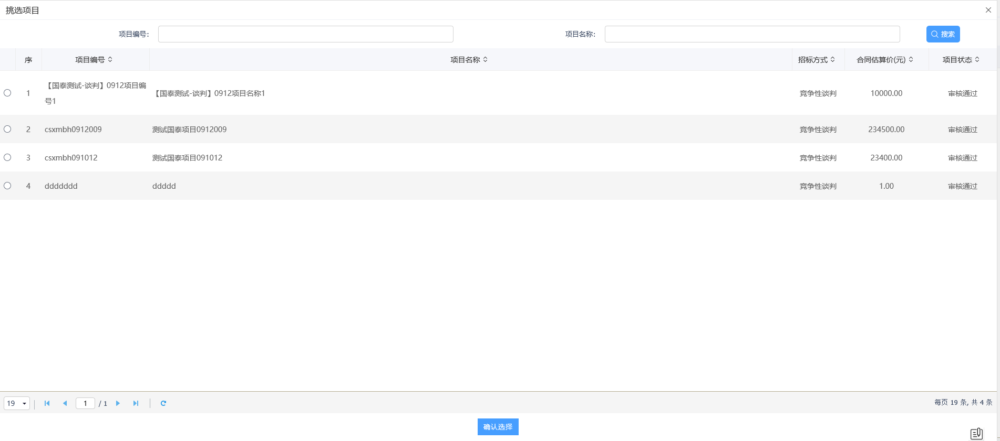 挑选项目
项目编号:
项目名称:
搜索
序 项目编号 项目名称 招标方式 合同估算价(元) 项目状态
1 【国泰测试-谈判】0912项目编号1 【国泰测试-谈判】0912项目名称1 竞争性谈判 10000.00 审核通过
2 csxmbh0912009 测试国泰项目0912009 竞争性谈判 234500.00 审核通过
3 csxmbh091012 测试国泰项目091012 竞争性谈判 23400.00 审核通过
4 ddddddd ddddd 竞争性谈判 1.00 审核通过
19 1 / 1 每页 19 条, 共 4 条
确认选择